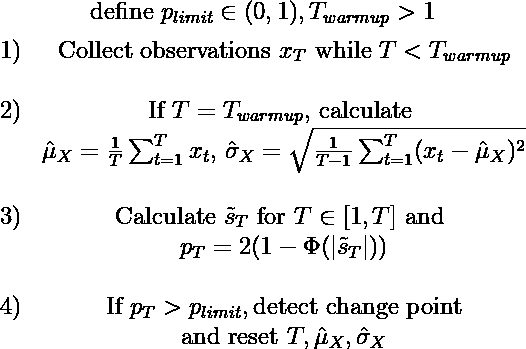 define $p_{limit} \in (0, 1), T_{warmup} > 1$
1) Collect observations $x_T$ while $T < T_{warmup}$
2) If $T = T_{warmup}$, calculate
$\hat{\mu}_X = \frac{1}{T} \sum_{t=1}^{T} x_t$, $\hat{\sigma}_X = \sqrt{\frac{1}{T-1} \sum_{t=1}^{T} (x_t - \hat{\mu}_X)^2}$
3) Calculate $\tilde{s}_T$ for $T \in [1, T]$ and
$p_T = 2(1 - \Phi(|\tilde{s}_T|))$
4) If $p_T > p_{limit}$, detect change point
and reset $T, \hat{\mu}_X, \hat{\sigma}_X$